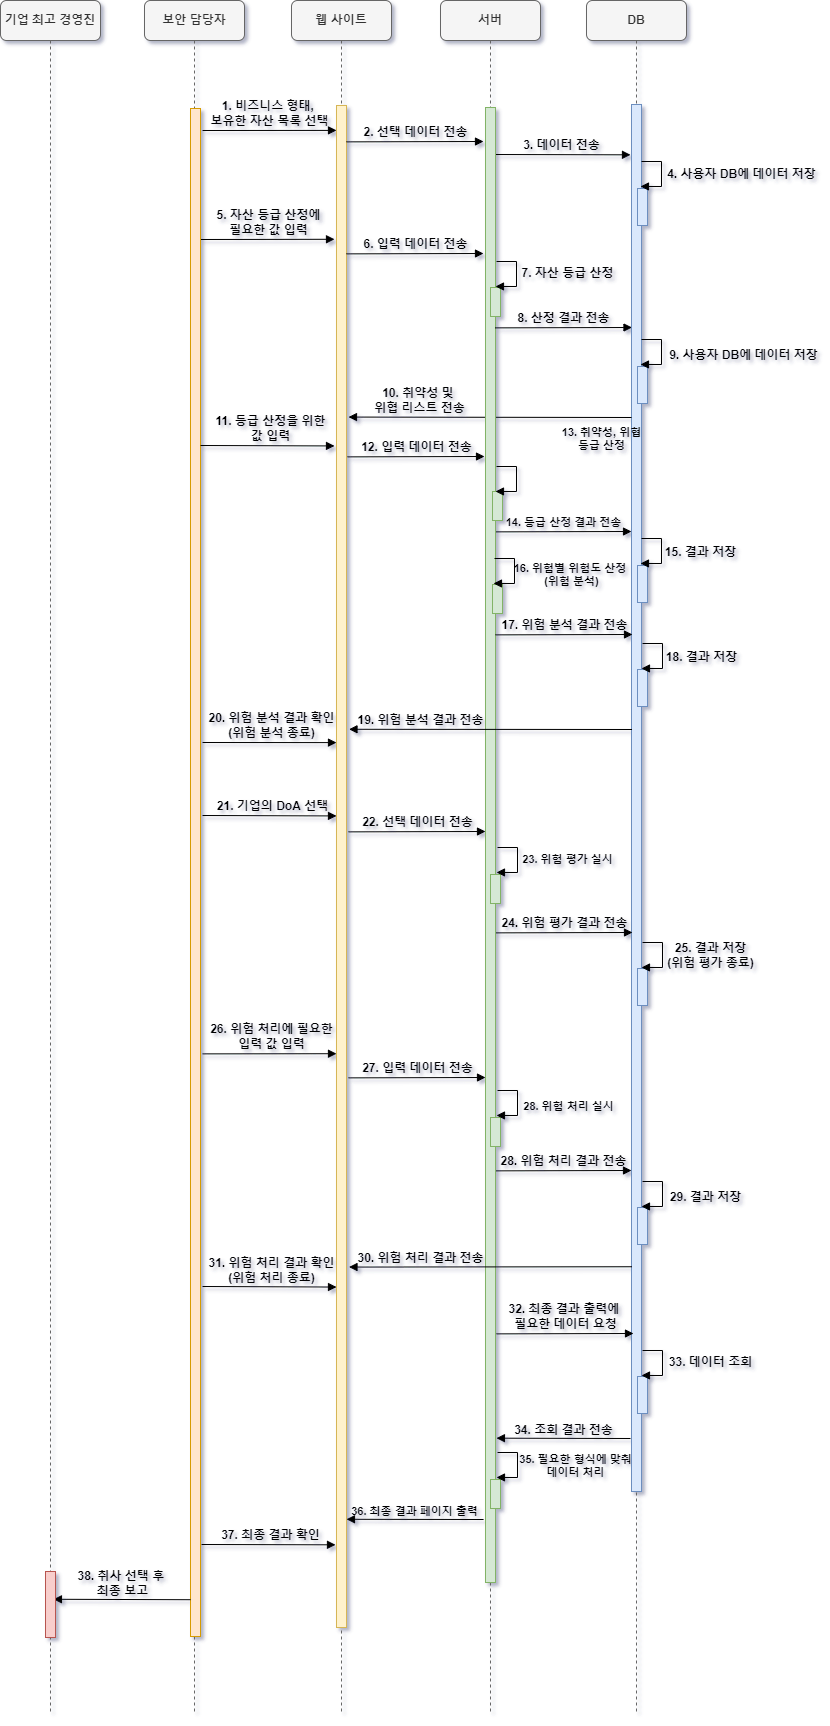 기업 최고 경영진
보안 담당자
웹 사이트
서버
DB
1. 비즈니스 형태,
보유한 자산 목록 선택
2. 선택 데이터 전송
3. 데이터 전송
4. 사용자 DB에 데이터 저장
5. 자산 등급 산정에
필요한 값 입력
6. 입력 데이터 전송
7. 자산 등급 산정
8. 산정 결과 전송
9. 사용자 DB에 데이터 저장
10. 취약성 및
위협 리스트 전송
11. 등급 산정을 위한
값 입력
12. 입력 데이터 전송
13. 취약성, 위협
등급 산정
14. 등급 산정 결과 전송
15. 결과 저장
16. 위험별 위험도 산정
(위험 분석)
17. 위험 분석 결과 전송
18. 결과 저장
19. 위험 분석 결과 전송
20. 위험 분석 결과 확인
(위험 분석 종료)
21. 기업의 DoA 선택
22. 선택 데이터 전송
23. 위험 평가 실시
24. 위험 평가 결과 전송
25. 결과 저장
(위험 평가 종료)
26. 위험 처리에 필요한
입력 값 입력
27. 입력 데이터 전송
28. 위험 처리 실시
28. 위험 처리 결과 전송
29. 결과 저장
30. 위험 처리 결과 전송
31. 위험 처리 결과 확인
(위험 처리 종료)
32. 최종 결과 출력에
필요한 데이터 요청
33. 데이터 조회
34. 조회 결과 전송
35. 필요한 형식에 맞춰
데이터 처리
36. 최종 결과 페이지 출력
37. 최종 결과 확인
38. 취사 선택 후
최종 보고